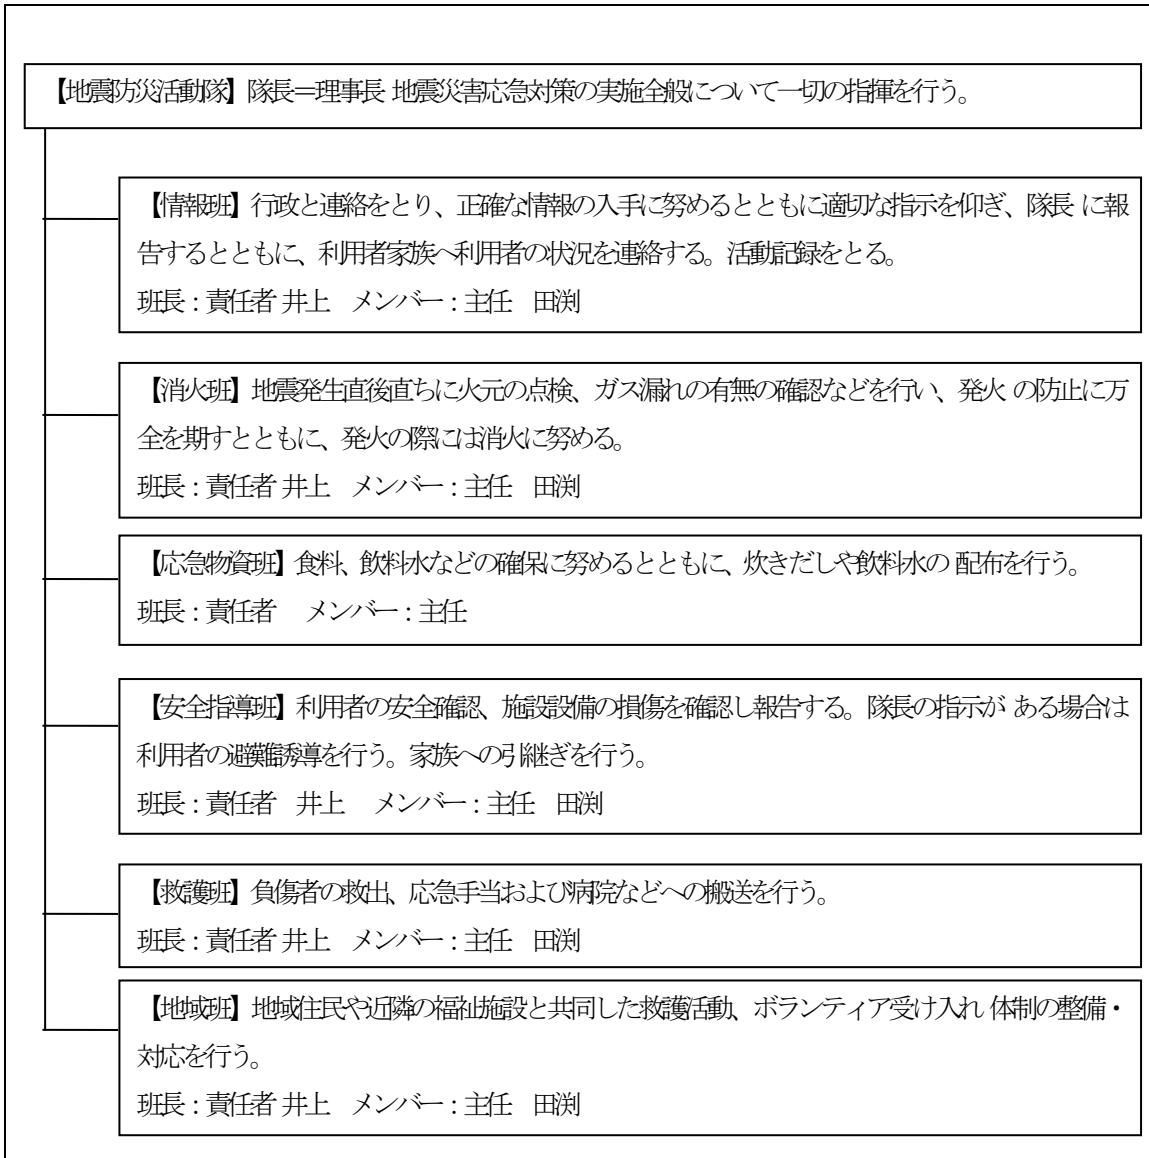 【地震防災活動隊】隊長＝理事長 地震災害応急対策の実施全般について一切の指揮を行う。
【情報班】行政と連絡をとり、正確な情報の入手に努めるとともに適切な指示を仰ぎ、隊長 に報
告するとともに、利用者家族へ利用者の状況を連絡する。活動記録をとる。
班長：責任者 井上　メンバー：主任　田渕
【消火班】地震発生直後直ちに火元の点検、ガス漏れの有無の確認などを行い、発火 の防止に万
全を期すとともに、発火の際には消火に努める。
班長：責任者 井上　メンバー：主任　田渕
【応急物資班】食料、飲料水などの確保に努めるとともに、炊きだしや飲料水の 配布を行う。
班長：責任者　メンバー：主任
【安全指導班】利用者の安全確認、施設設備の損傷を確認し報告する。隊長の指示が ある場合は
利用者の避難誘導を行う。家族への引継ぎを行う。
班長：責任者　井上　メンバー：主任　田渕
【救護班】負傷者の救出、応急手当および病院などへの搬送を行う。
班長：責任者 井上　メンバー：主任　田渕
【地域班】地域住民や近隣の福祉施設と共同した救護活動、ボランティア受け入れ 体制の整備・
対応を行う。
班長：責任者 井上　メンバー：主任　田渕